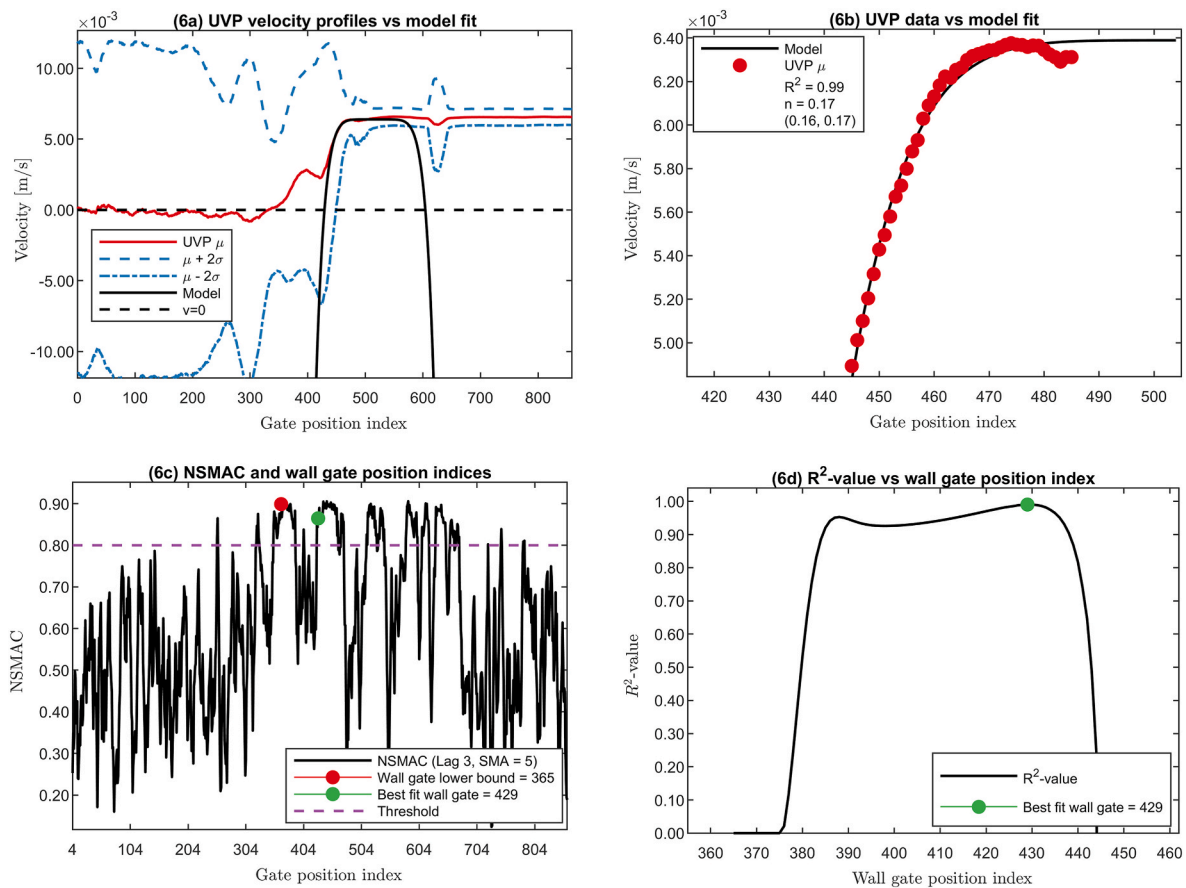 (6a) UVP velocity profiles vs model fit
×10⁻³
10.00
5.00
0.00
-5.00
-10.00
Velocity [m/s]
UVP μ
μ + 2σ
μ - 2σ
Model
v=0
0 100 200 300 400 500 600 700 800
Gate position index
(6b) UVP data vs model fit
×10⁻³
6.40
6.20
6.00
5.80
5.60
5.40
5.20
5.00
Velocity [m/s]
Model
UVP μ
R² = 0.99
n = 0.17
(0.16, 0.17)
420 430 440 450 460 470 480 490 500
Gate position index
(6c) NSMAC and wall gate position indices
0.90
0.80
0.70
0.60
0.50
0.40
0.30
0.20
NSMAC
NSMAC (Lag 3, SMA = 5)
Wall gate lower bound = 365
Best fit wall gate = 429
Threshold
4 104 204 304 404 504 604 704 804
Gate position index
(6d) R²-value vs wall gate position index
1.00
0.90
0.80
0.70
0.60
0.50
0.40
0.30
0.20
0.10
0.00
R²-value
R²-value
Best fit wall gate = 429
360 370 380 390 400 410 420 430 440 450 460
Wall gate position index